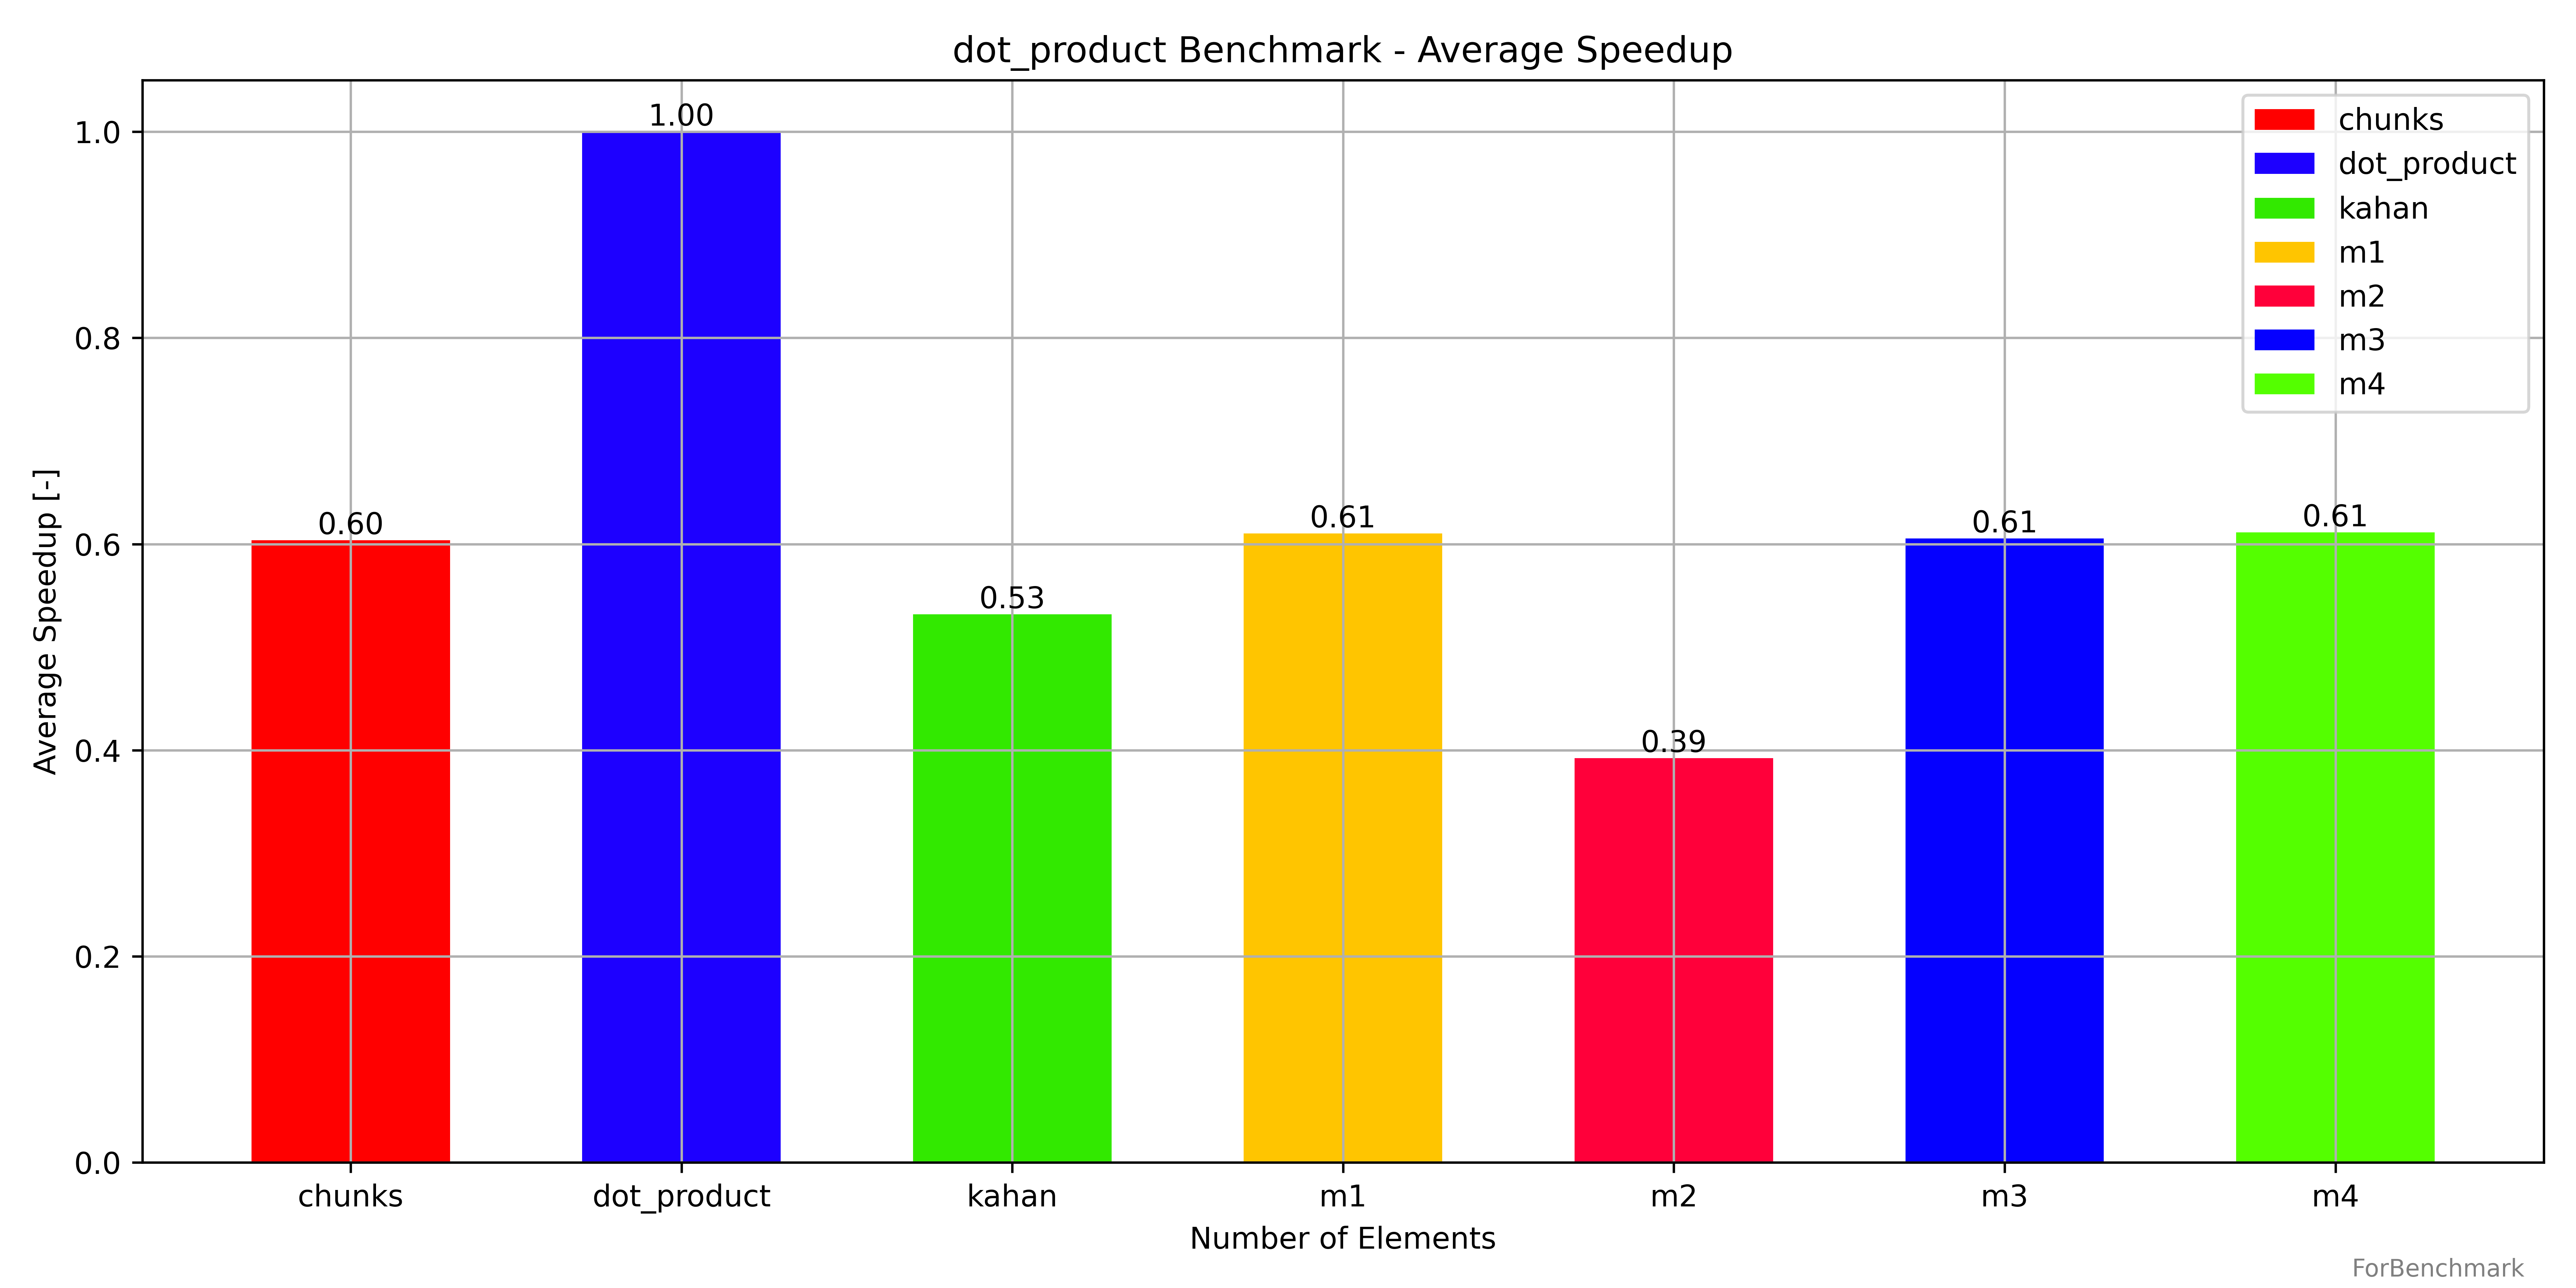 dot_product Benchmark - Average Speedup
chunks
dot_product
kahan
m1
m2
m3
m4
Average Speedup [-]
1.0
0.8
0.6
0.4
0.2
0.0
0.60
1.00
0.53
0.61
0.39
0.61
0.61
chunks dot_product kahan m1 m2 m3 m4
Number of Elements
ForBenchmark